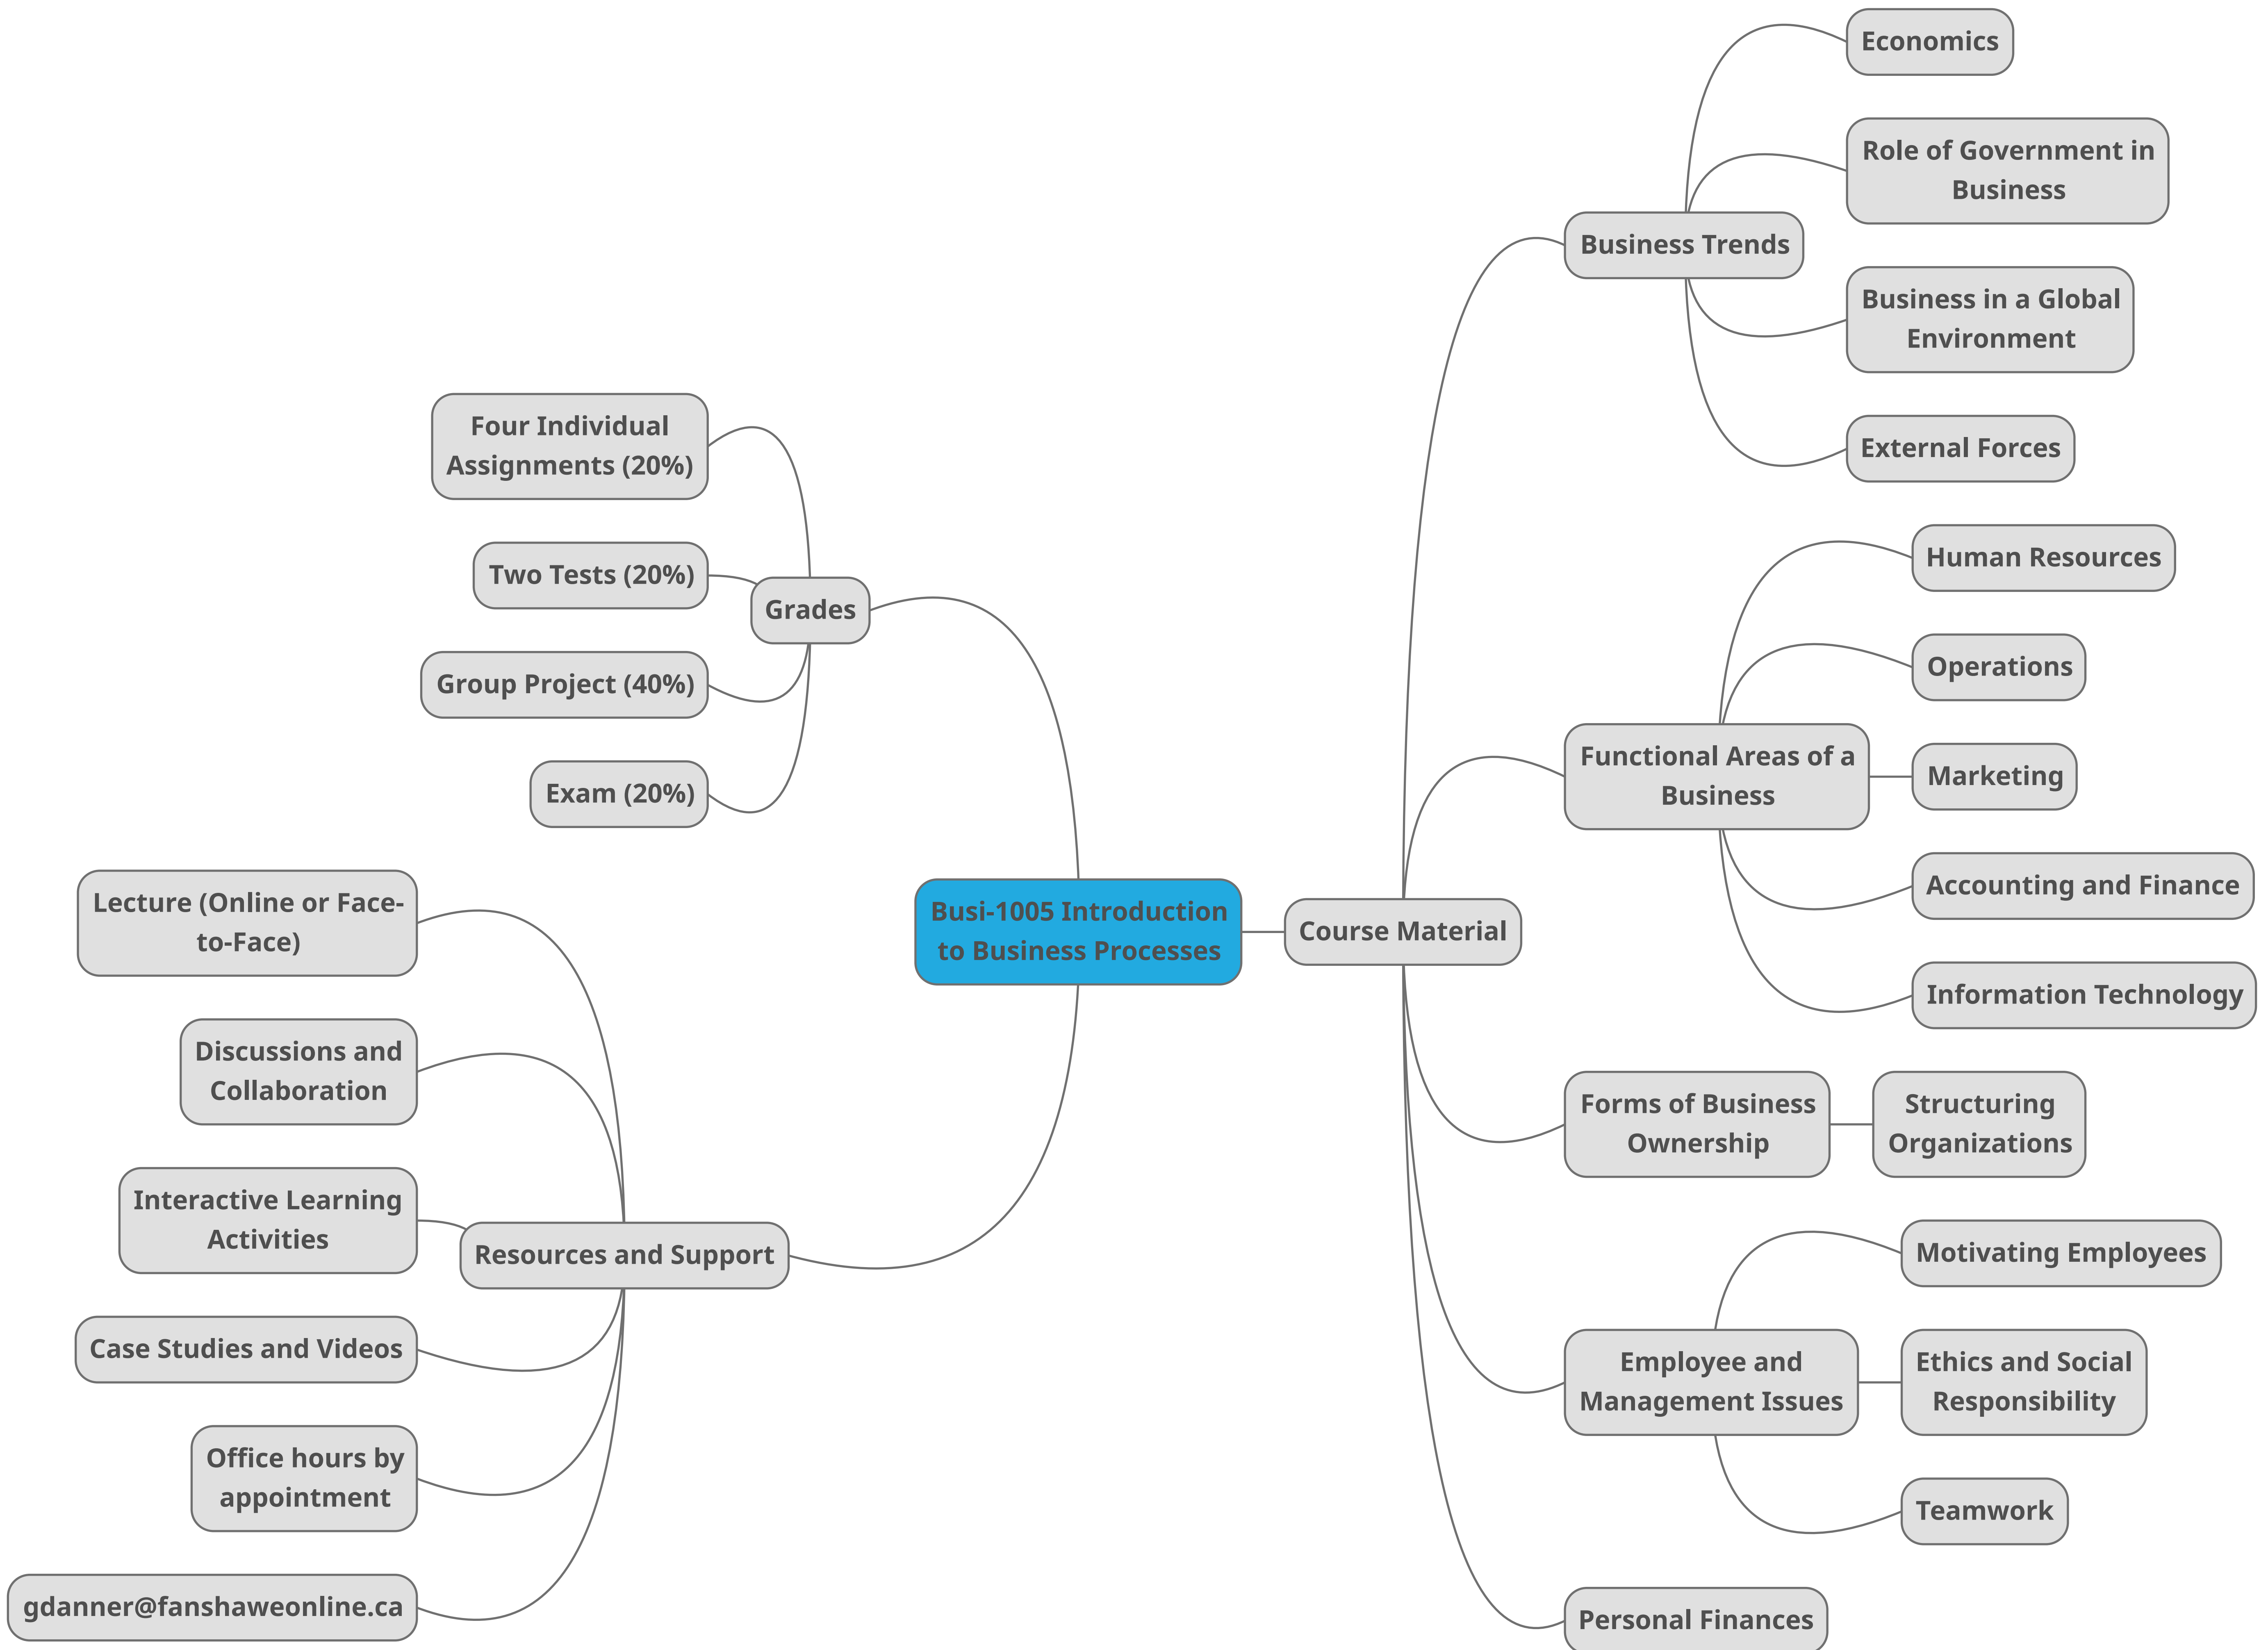 Busi-1005 Introduction
to Business Processes
Course Material
Business Trends
Economics
Role of Government in
Business
Business in a Global
Environment
External Forces
Functional Areas of a
Business
Human Resources
Operations
Marketing
Accounting and Finance
Information Technology
Forms of Business
Ownership
Structuring
Organizations
Employee and
Management Issues
Motivating Employees
Ethics and Social
Responsibility
Teamwork
Personal Finances
Grades
Four Individual
Assignments (20%)
Two Tests (20%)
Group Project (40%)
Exam (20%)
Resources and Support
Lecture (Online or Face-
to-Face)
Discussions and
Collaboration
Interactive Learning
Activities
Case Studies and Videos
Office hours by
appointment
gdanner@fanshaweonline.ca